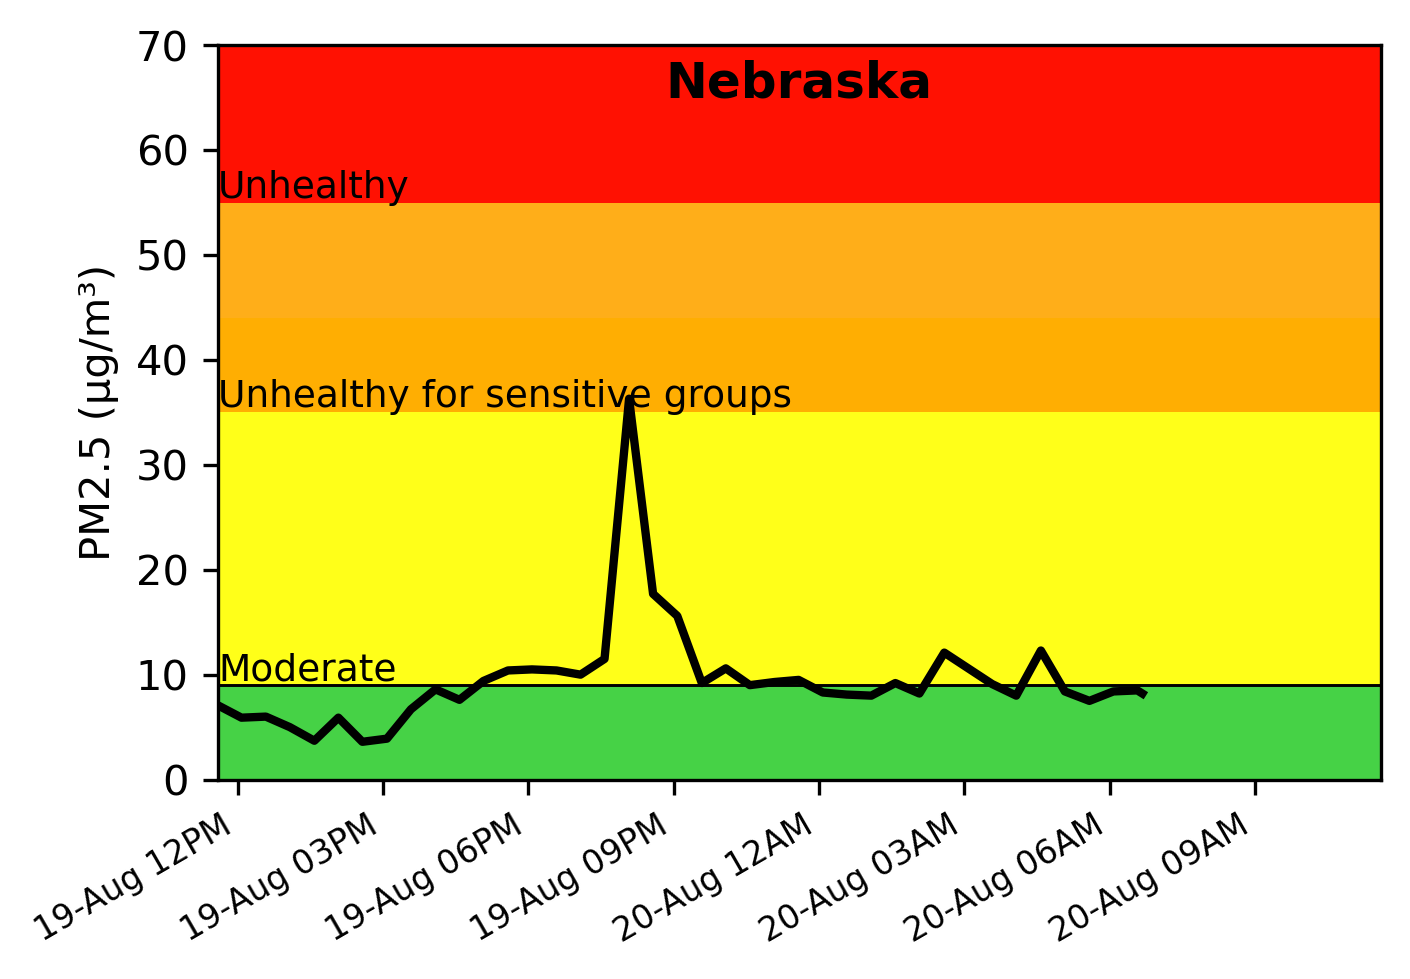 Nebraska
PM2.5 (µg/m³)
70
60
Unhealthy
50
40
Unhealthy for sensitive groups
30
20
10
Moderate
0
19-Aug 12PM
19-Aug 03PM
19-Aug 06PM
19-Aug 09PM
20-Aug 12AM
20-Aug 03AM
20-Aug 06AM
20-Aug 09AM